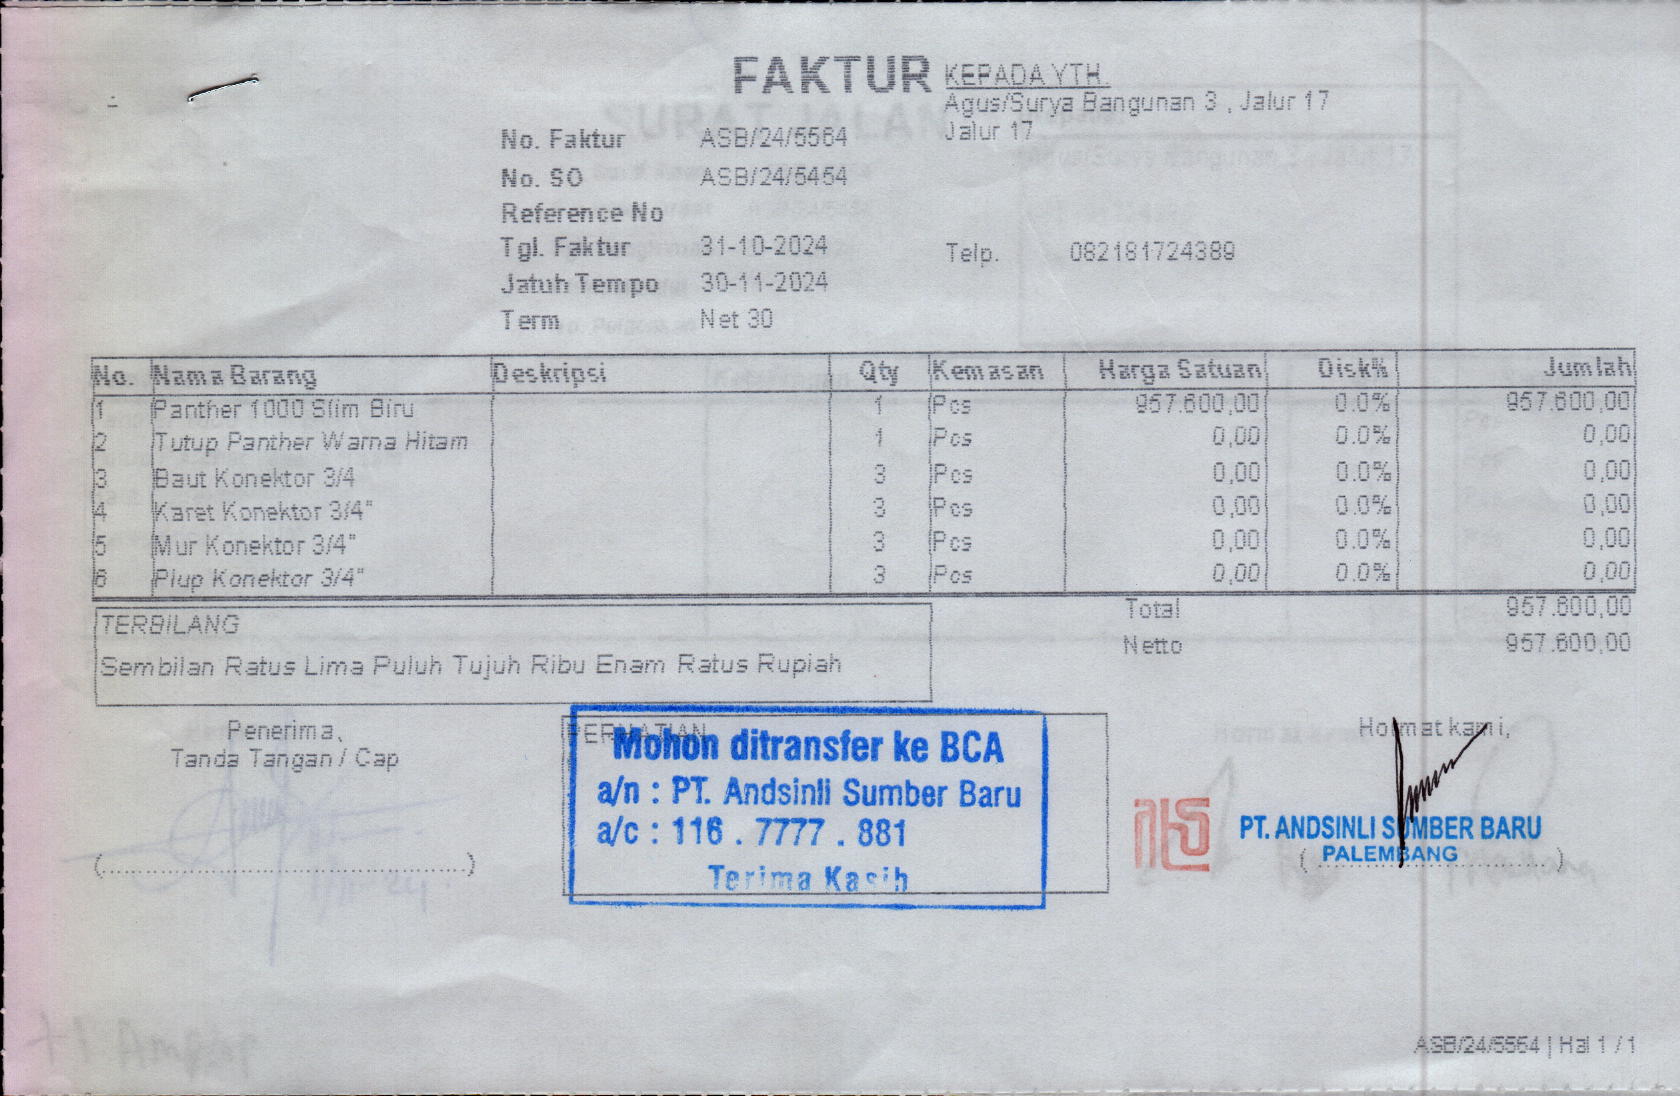 FAKTUR
KEPADA YTH.
Agus/Surya Bangunan 3 , Jalur 17
Jalur 17
No. Faktur ASB/24/5564
No. SO ASB/24/5454
Reference No
Tgl. Faktur 31-10-2024
Telp. 082181724389
Jatuh Tempo 30-11-2024
Term Net 30
No. Nama Barang Deskripsi Qty Kemasan Harga Satuan Disk% Jumlah
1 Panther 1000 Slim Biru 1 Pcs 957.600,00 0.0% 957.600,00
2 Tutup Panther Warna Hitam 1 Pcs 0,00 0.0% 0,00
3 Baut Konektor 3/4 3 Pcs 0,00 0.0% 0,00
4 Karet Konektor 3/4" 3 Pcs 0,00 0.0% 0,00
5 Mur Konektor 3/4" 3 Pcs 0,00 0.0% 0,00
6 Plup Konektor 3/4" 3 Pcs 0,00 0.0% 0,00
Total 957.600,00
Netto 957.600,00
TERBILANG
Sembilan Ratus Lima Puluh Tujuh Ribu Enam Ratus Rupiah
Penerima,
Tanda Tangan / Cap
PERHATIAN
Mohon ditransfer ke BCA
a/n : PT. Andsinli Sumber Baru
a/c : 116 . 7777 . 881
Terima Kasih
Hormat kami,
PT. ANDSINLI SUMBER BARU
PALEMBANG
ASB/24/5564 | Hal 1 / 1